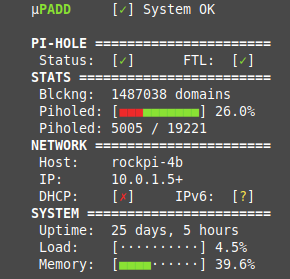 µPADD     [✓] System OK
PI-HOLE ======================
Status:  [✓]      FTL:  [✓]
STATS ========================
Blckng:  1487038 domains
Piholed: [■■■■■■■■■■] 26.0%
Piholed: 5005 / 19221
NETWORK ======================
Host:    rockpi-4b
IP:      10.0.1.5+
DHCP:    [✗]     IPv6:  [?]
SYSTEM =======================
Uptime:  25 days, 5 hours
Load:    [··········] 4.5%
Memory:  [■■■■······] 39.6%